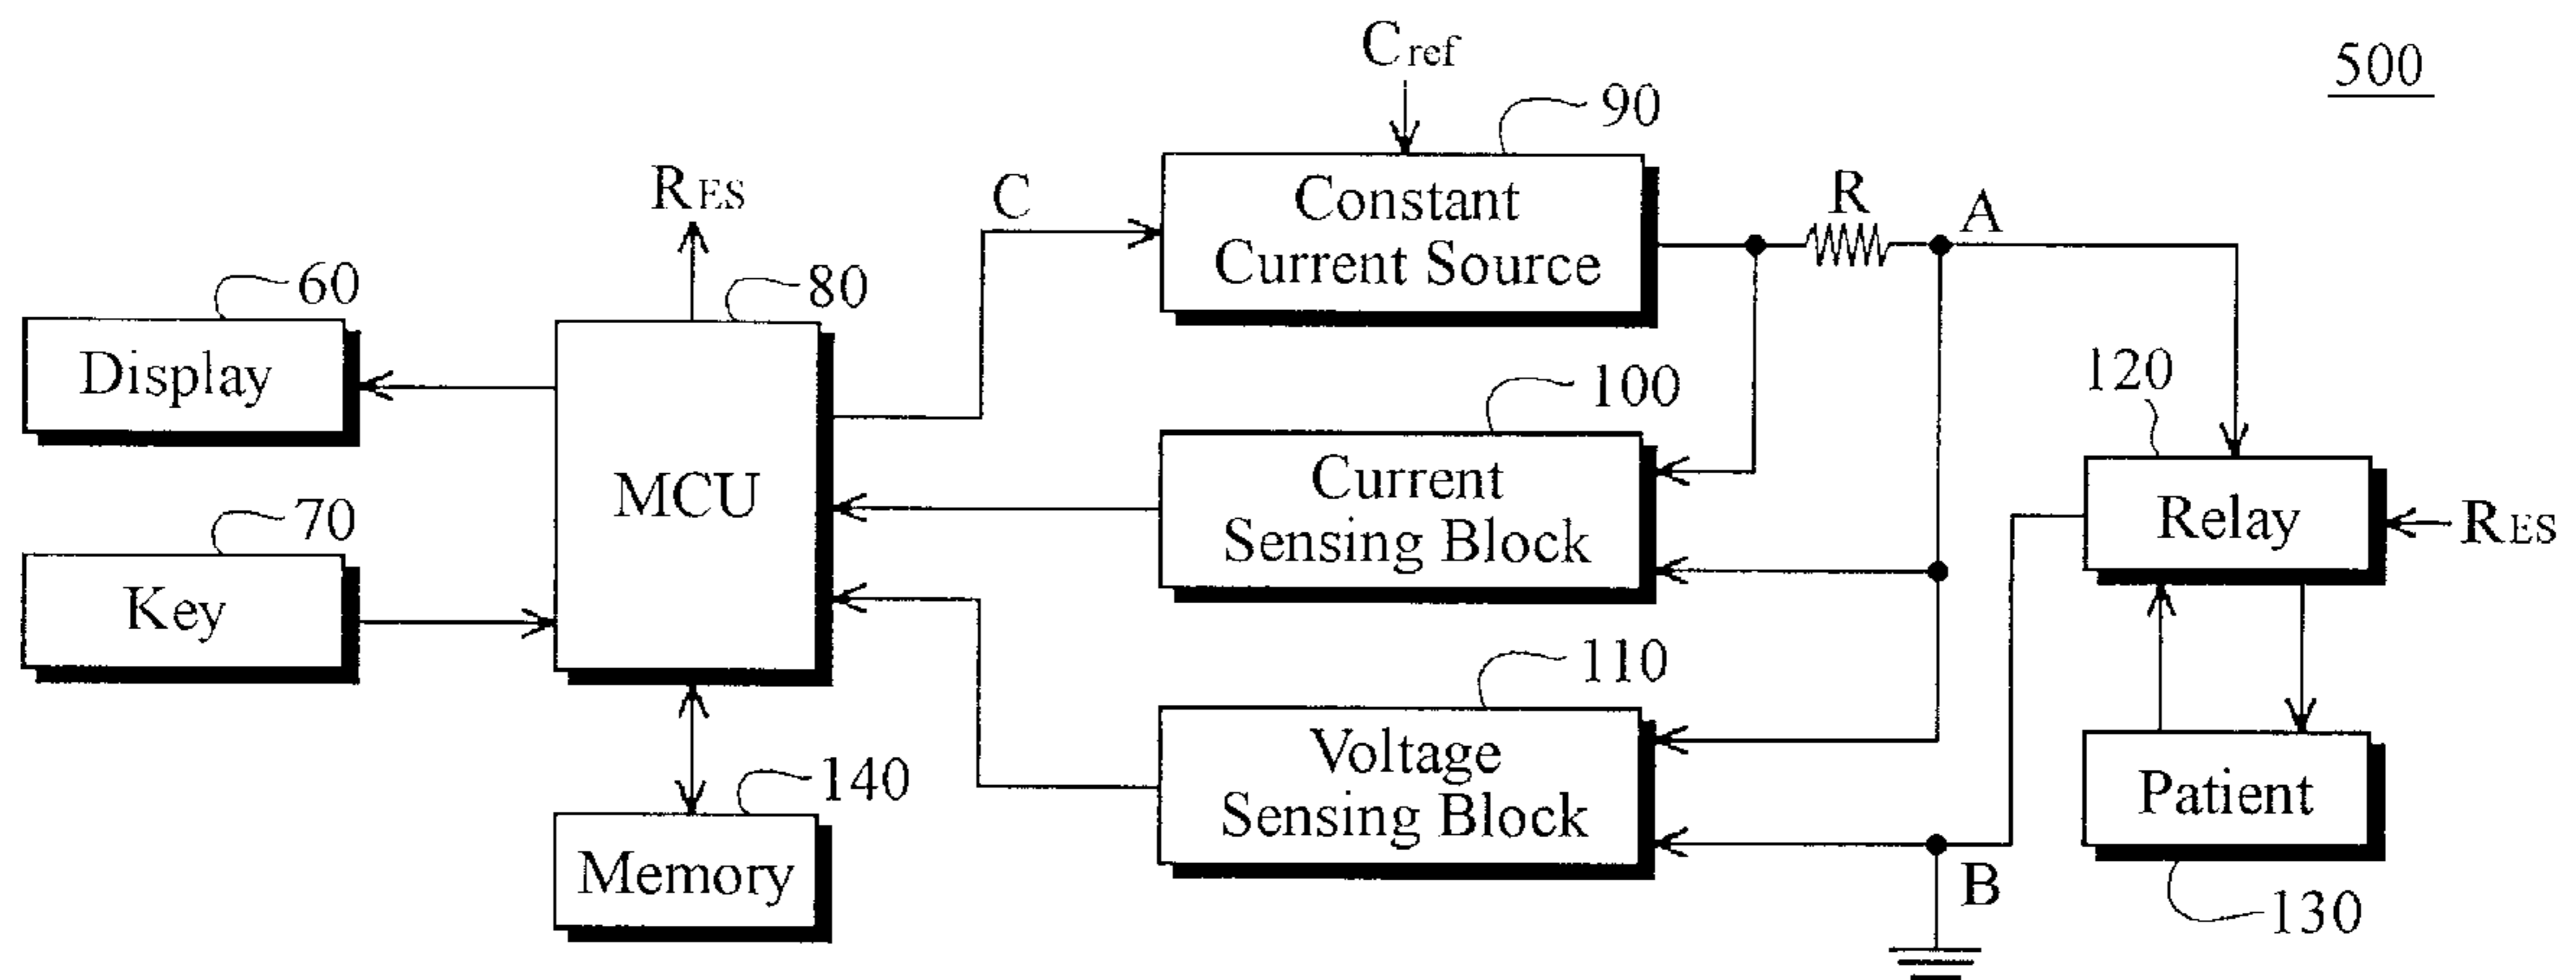 Cref
500
90
RES
C
Constant
Current Source
R
A
60
80
Display
100
120
MCU
Current
Sensing Block
Relay
RES
70
Key
110
Voltage
Sensing Block
Patient
140
Memory
B
130